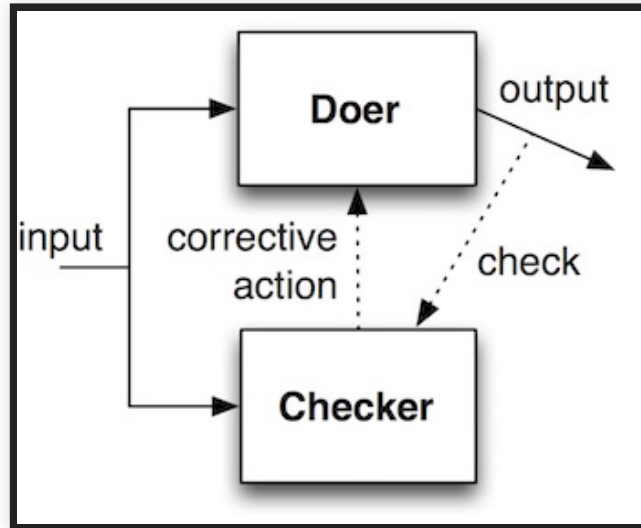 Doer
output
input
corrective
action
check
Checker